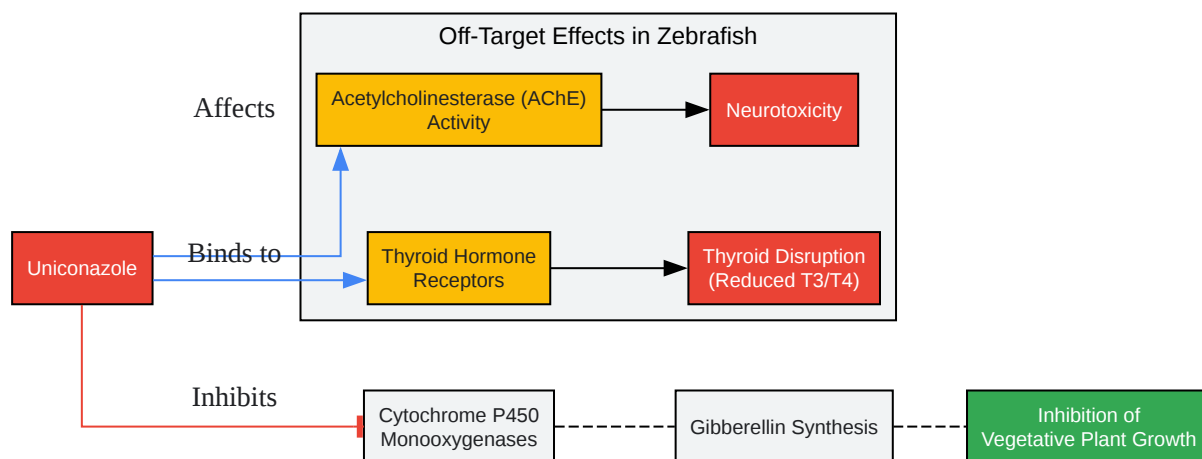 Off-Target Effects in Zebrafish
Affects
Acetylcholinesterase (AChE)
Activity
Neurotoxicity
Uniconazole
Binds to
Thyroid Hormone
Receptors
Thyroid Disruption
(Reduced T3/T4)
Inhibits
Cytochrome P450
Monooxygenases
Gibberellin Synthesis
Inhibition of
Vegetative Plant Growth